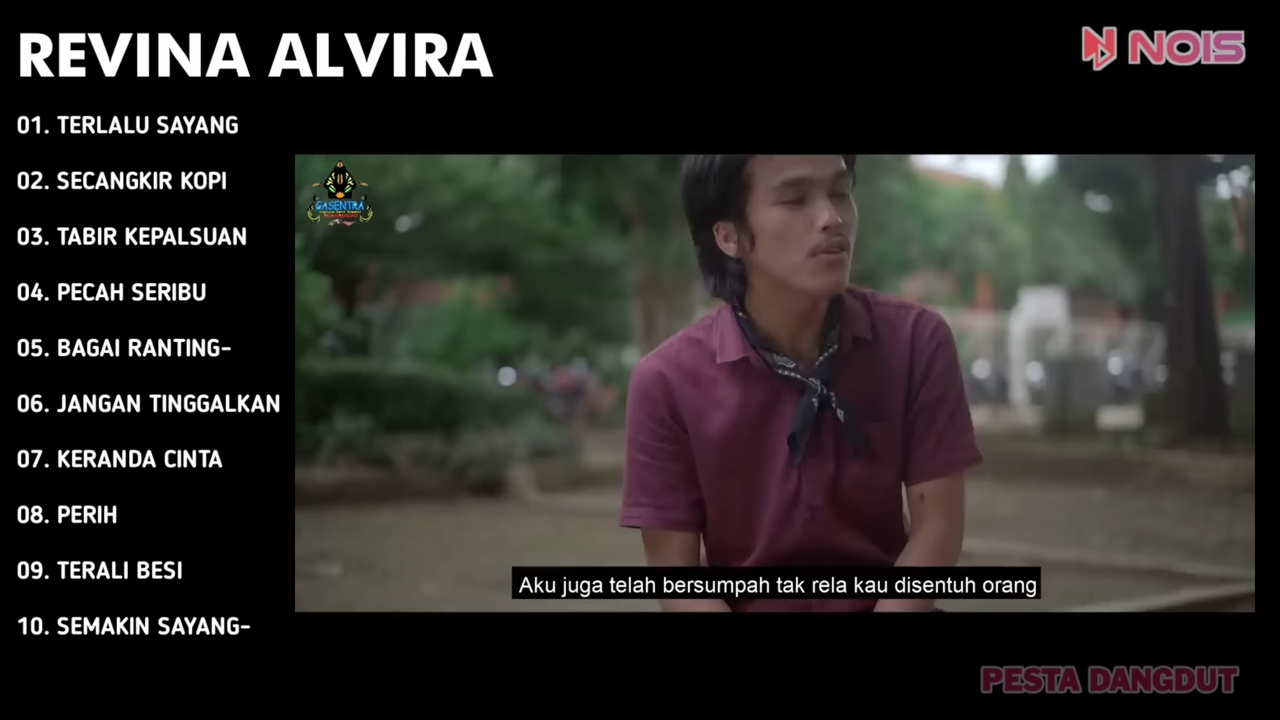 REVINA ALVIRA
NOIS
01. TERLALU SAYANG
02. SECANGKIR KOPI
03. TABIR KEPALSUAN
04. PECAH SERIBU
05. BAGAI RANTING-
06. JANGAN TINGGALKAN
07. KERANDA CINTA
08. PERIH
09. TERALI BESI
10. SEMAKIN SAYANG-
GASENTRA
Aku juga telah bersumpah tak rela kau disentuh orang
PESTA DANGDUT